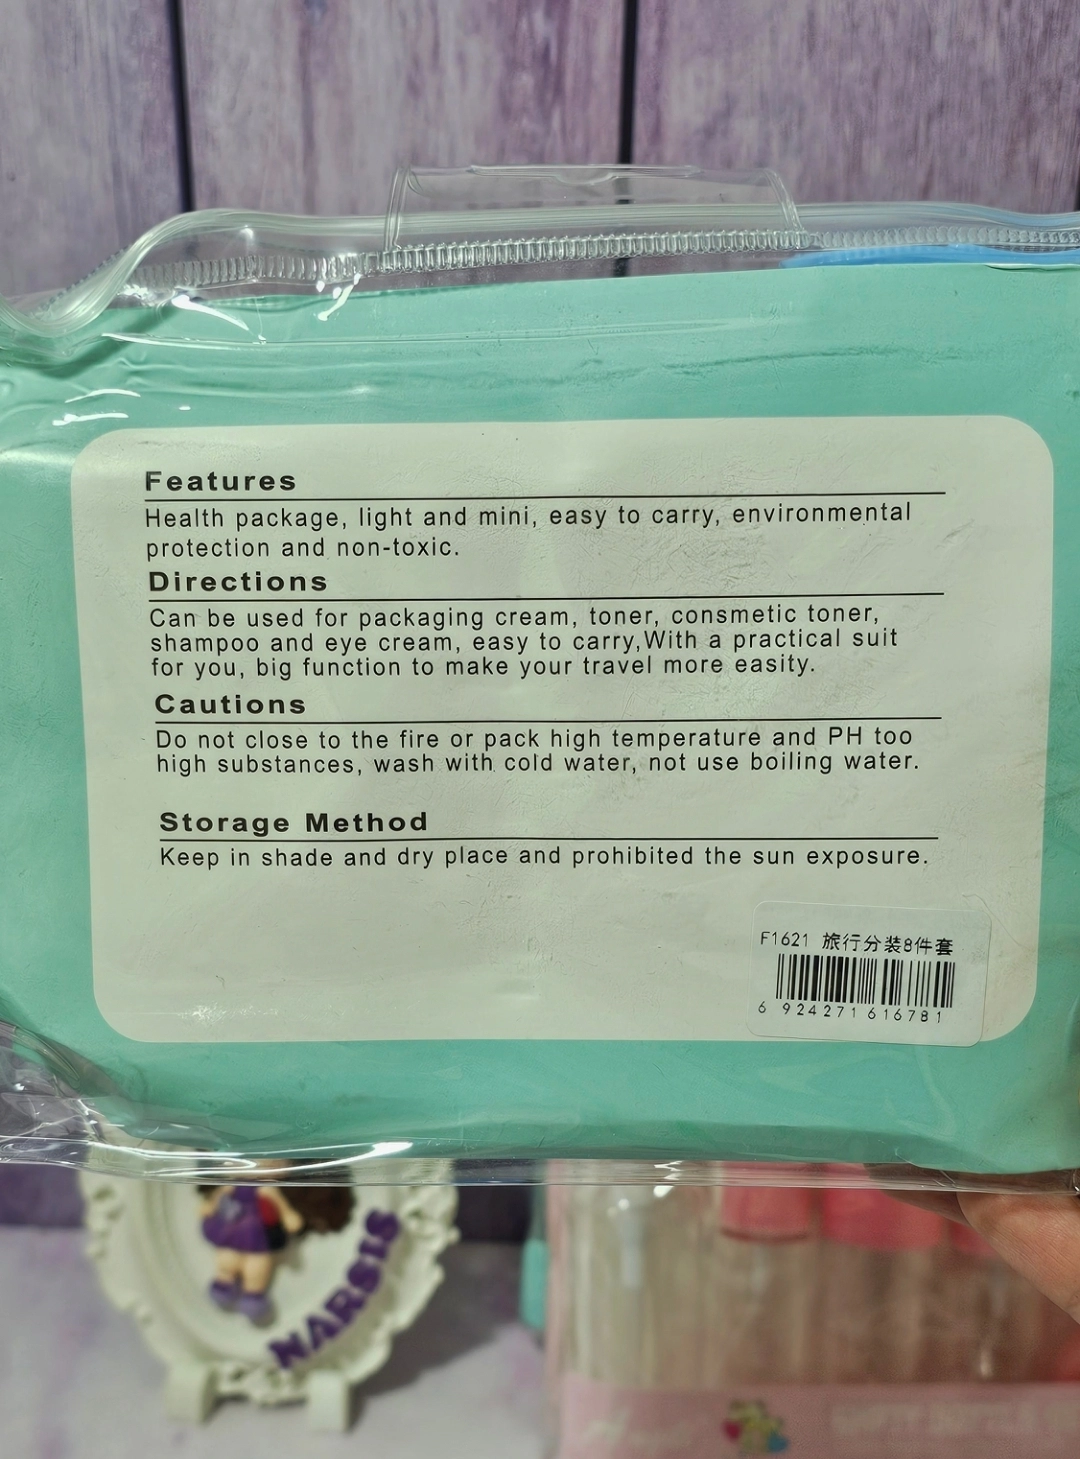 Features
Health package, light and mini, easy to carry, environmental
protection and non-toxic.
Directions
Can be used for packaging cream, toner, consmetic toner,
shampoo and eye cream, easy to carry,With a practical suit
for you, big function to make your travel more easity.
Cautions
Do not close to the fire or pack high temperature and PH too
high substances, wash with cold water, not use boiling water.
Storage Method
Keep in shade and dry place and prohibited the sun exposure.
F1621 旅行分装8件套
6 924271 616781
NARSIS